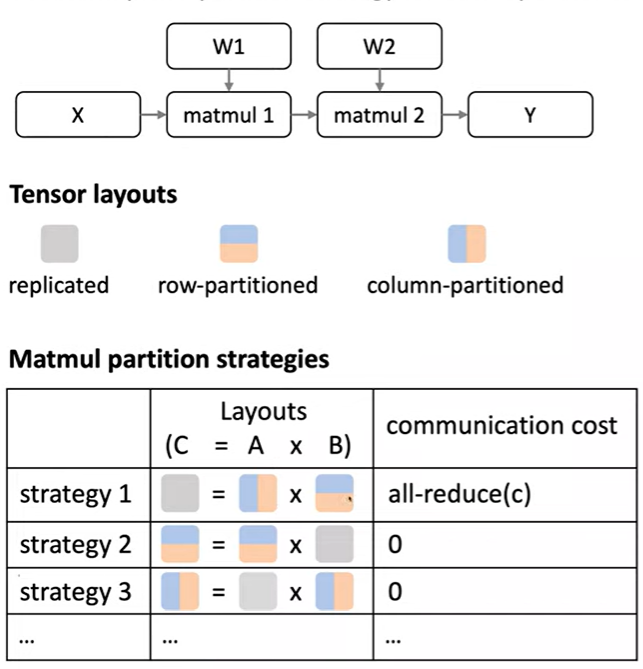 W1 W2
X matmul 1 matmul 2 Y
Tensor layouts
replicated row-partitioned column-partitioned
Matmul partition strategies
Layouts
(C = A x B) communication cost
strategy 1 = x all-reduce(c)
strategy 2 = x 0
strategy 3 = x 0
... ... ...